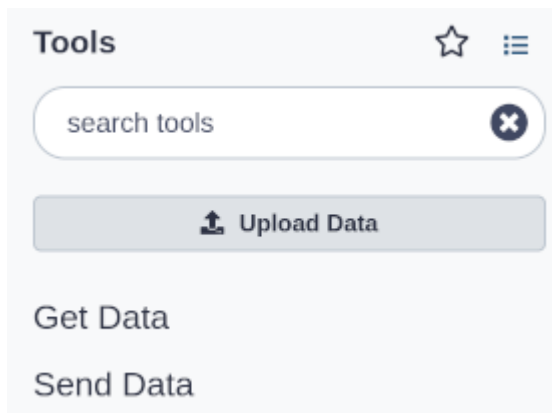 Tools
search tools
Upload Data
Get Data
Send Data